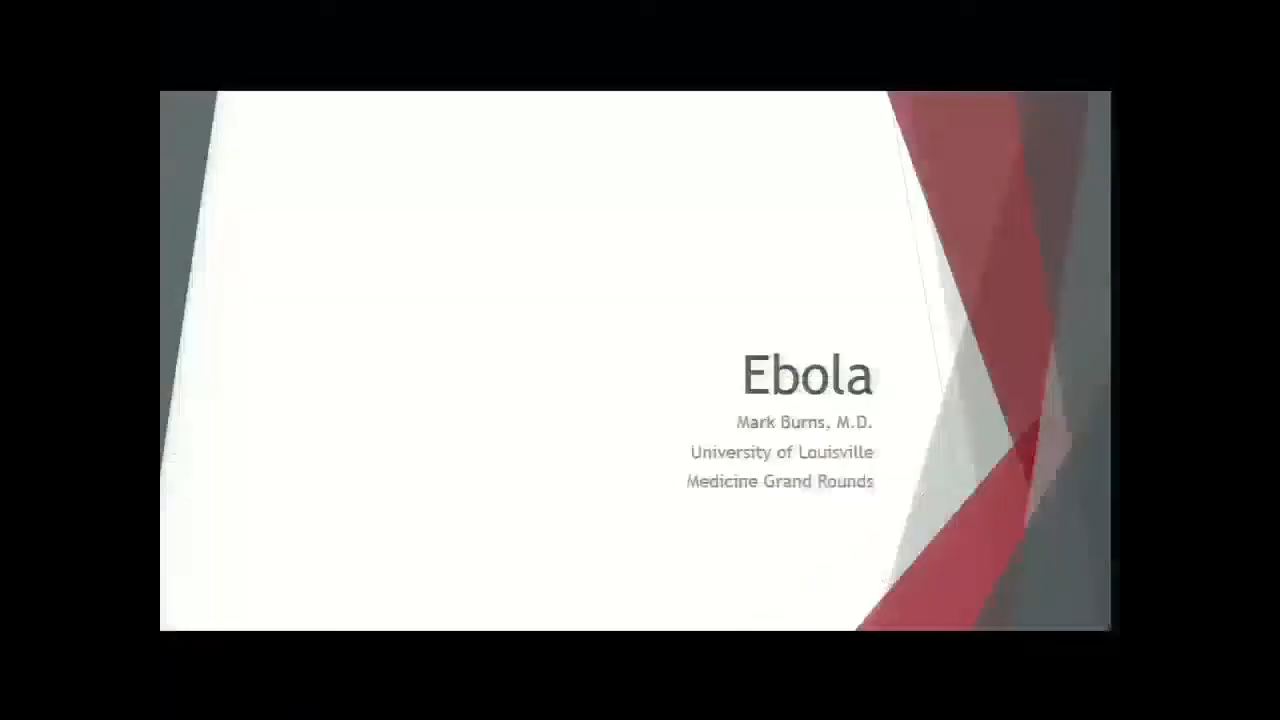 Ebola
Mark Burns, M.D.
University of Louisville
Medicine Grand Rounds